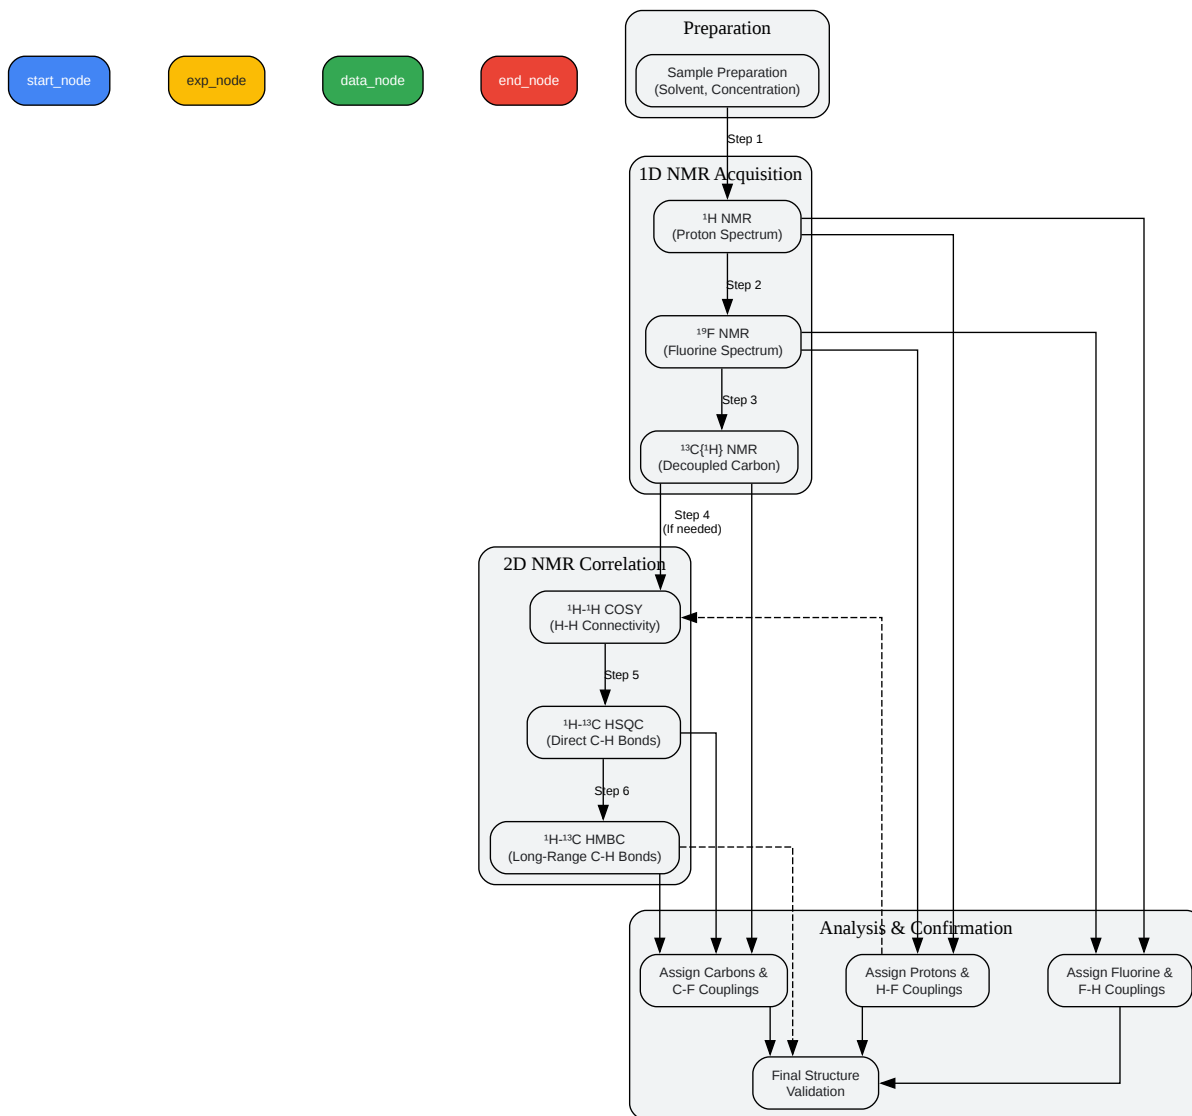 Preparation
start_node
exp_node
data_node
end_node
Sample Preparation
(Solvent, Concentration)
Step 1
1D NMR Acquisition
¹H NMR
(Proton Spectrum)
Step 2
¹⁹F NMR
(Fluorine Spectrum)
Step 3
¹³C{¹H} NMR
(Decoupled Carbon)
Step 4
(If needed)
2D NMR Correlation
¹H-¹H COSY
(H-H Connectivity)
Step 5
¹H-¹³C HSQC
(Direct C-H Bonds)
Step 6
¹H-¹³C HMBC
(Long-Range C-H Bonds)
Analysis & Confirmation
Assign Carbons &
C-F Couplings
Assign Protons &
H-F Couplings
Assign Fluorine &
F-H Couplings
Final Structure
Validation